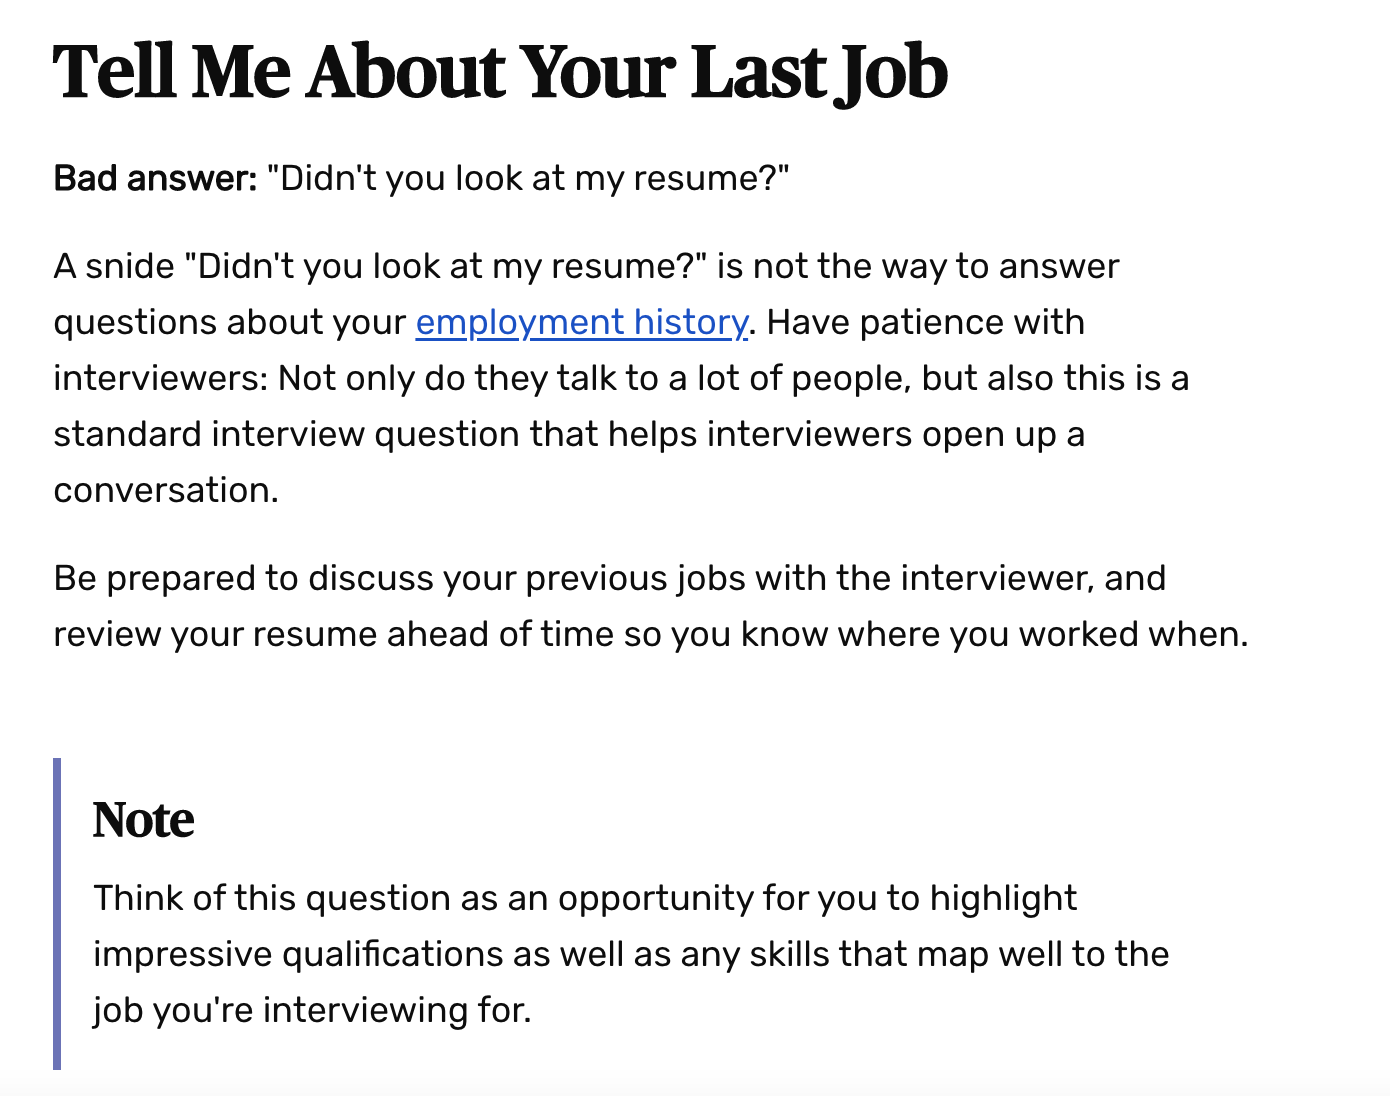 Tell Me About Your Last Job
Bad answer: "Didn't you look at my resume?"
A snide "Didn't you look at my resume?" is not the way to answer
questions about your employment history. Have patience with
interviewers: Not only do they talk to a lot of people, but also this is a
standard interview question that helps interviewers open up a
conversation.
Be prepared to discuss your previous jobs with the interviewer, and
review your resume ahead of time so you know where you worked when.
Note
Think of this question as an opportunity for you to highlight
impressive qualifications as well as any skills that map well to the
job you're interviewing for.